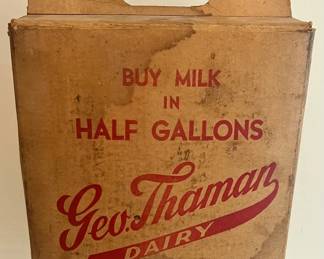 BUY MILK
IN
HALF GALLONS
Geo. Thaman
DAIRY